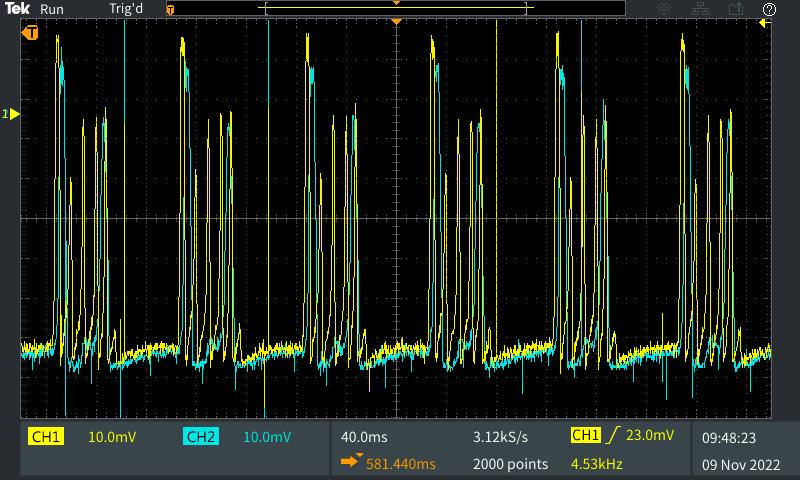 Tek Run Trig'd
T
?
T
CH1 10.0mV CH2 10.0mV 40.0ms 3.12kS/s CH1 23.0mV 09:48:23
581.440ms 2000 points 4.53kHz 09 Nov 2022